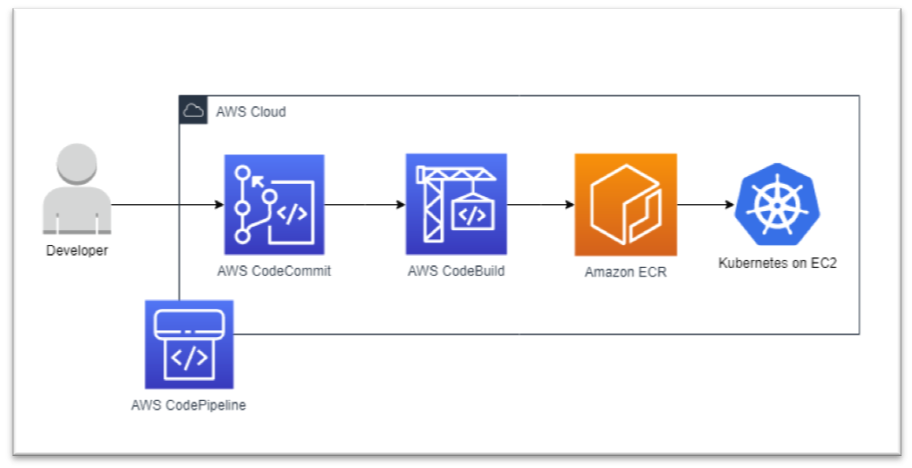 AWS Cloud
Developer
AWS CodeCommit
AWS CodeBuild
Amazon ECR
Kubernetes on EC2
AWS CodePipeline